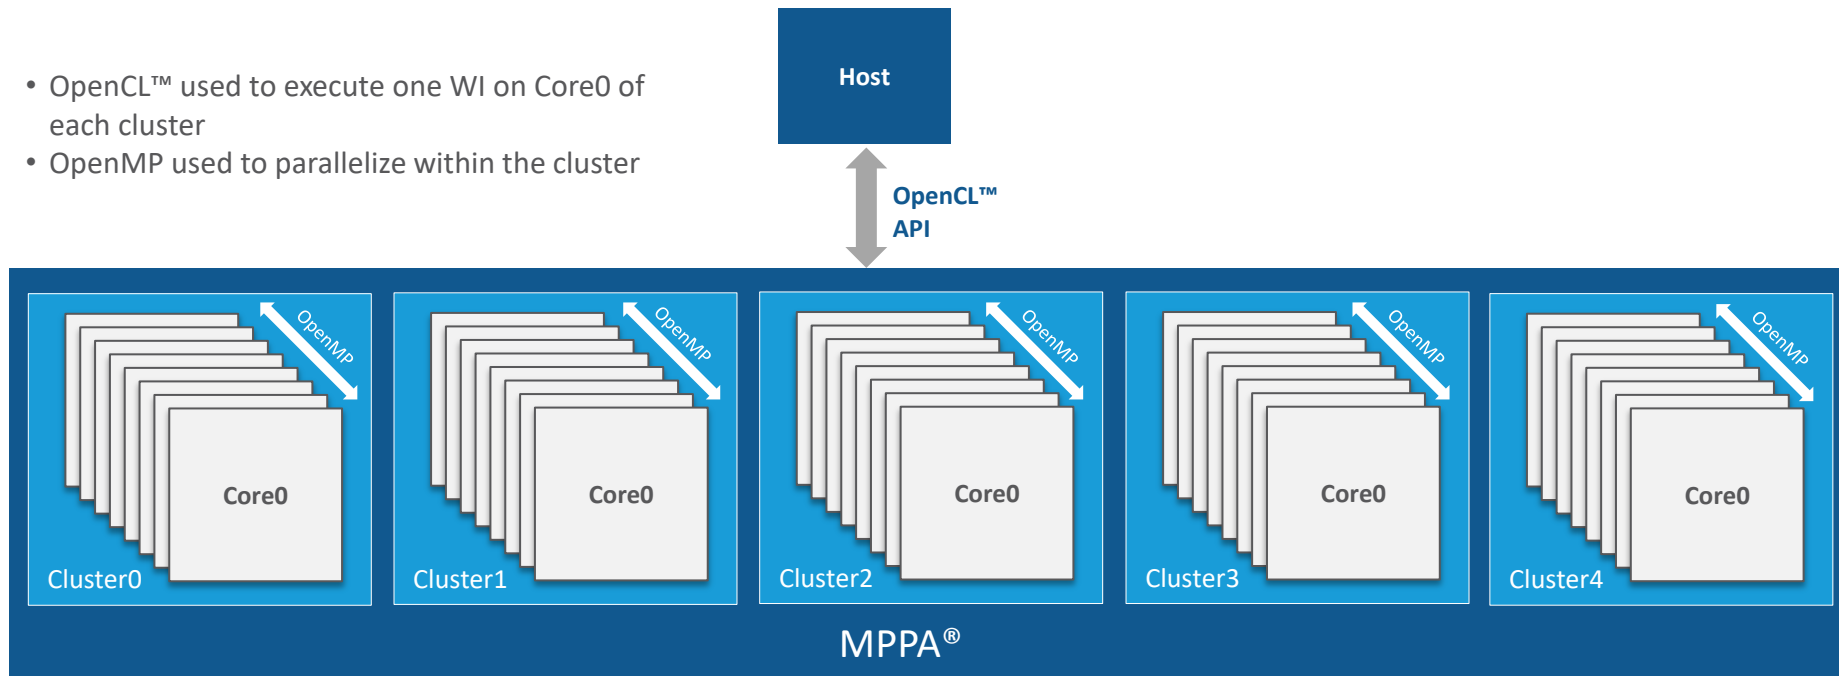 • OpenCL™ used to execute one WI on Core0 of
each cluster
• OpenMP used to parallelize within the cluster
Host
OpenCL™
API
OpenMP
Core0
Cluster0
OpenMP
Core0
Cluster1
OpenMP
Core0
Cluster2
OpenMP
Core0
Cluster3
OpenMP
Core0
Cluster4
MPPA®